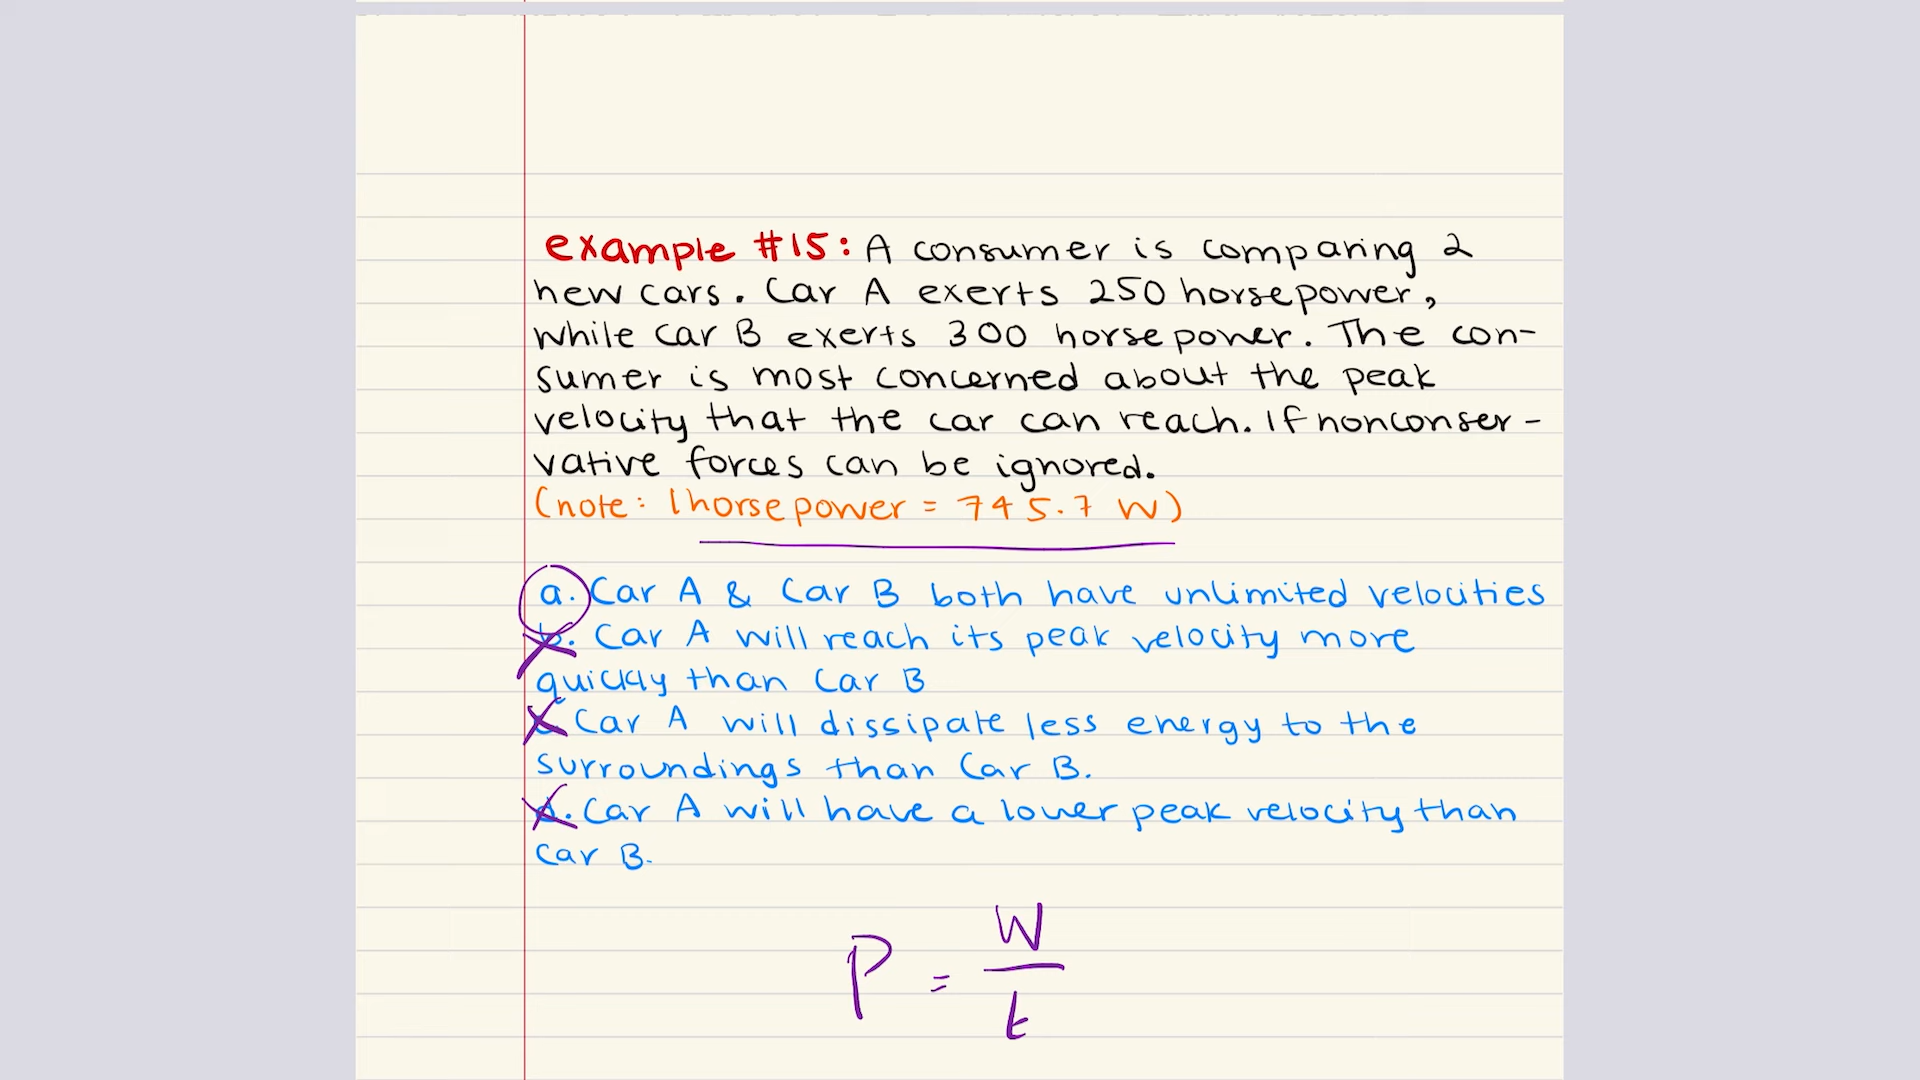 example #15: A consumer is comparing 2
new cars. Car A exerts 250 horsepower,
while Car B exerts 300 horsepower. The con-
sumer is most concerned about the peak
velocity that the car can reach. If nonconser-
vative forces can be ignored.
(note: 1 horsepower = 745.7 W)
a. Car A & Car B both have unlimited velocities
b. Car A will reach its peak velocity more
quickly than Car B
Car A will dissipate less energy to the
surroundings than Car B.
d. Car A will have a lower peak velocity than
Car B.
P = W
t